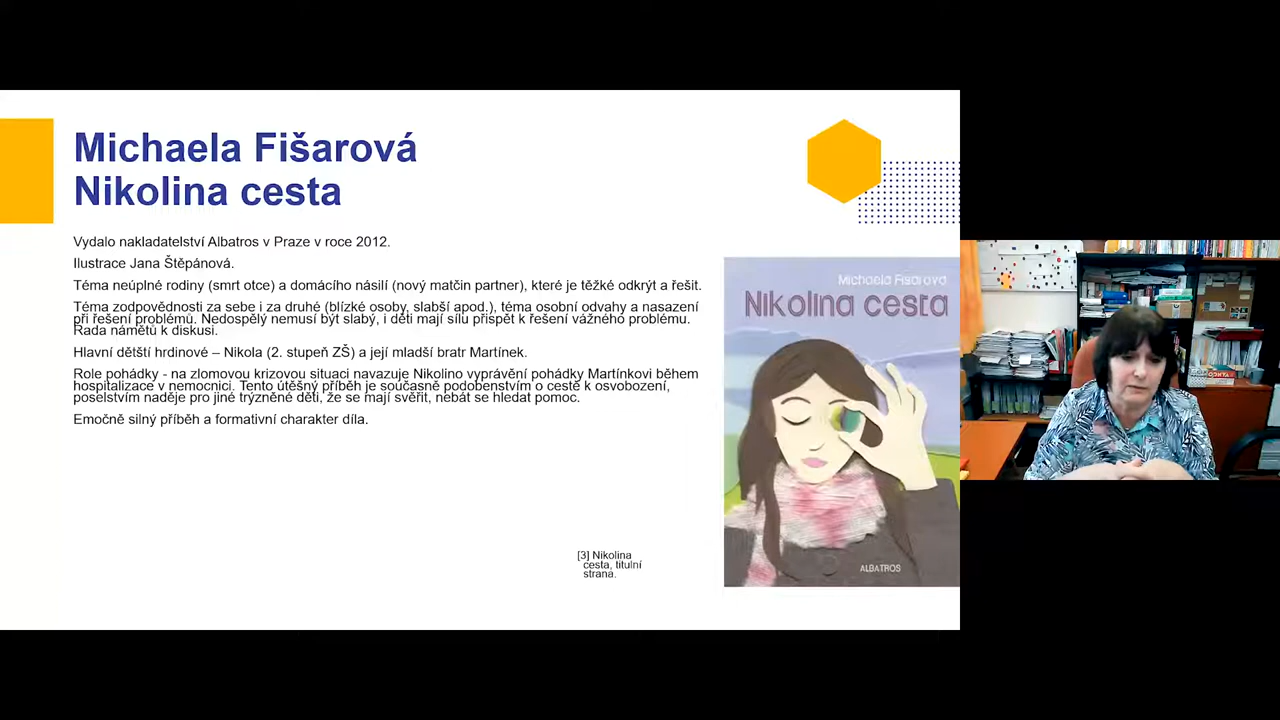 Michaela Fišarová
Nikolina cesta
Vydalo nakladatelství Albatros v Praze v roce 2012.
Ilustrace Jana Štěpánová.
Téma neúplné rodiny (smrt otce) a domácího násilí (nový matčin partner), které je těžké odkrýt a řešit.
Téma zodpovědnosti za sebe i za druhé (blízké osoby, slabší apod.), téma osobní odvahy a nasazení
při řešení problémů. Nedospělý nemusí být slabý, i děti mají sílu přispět k řešení vážného problému.
Řada námětů k diskusi.
Hlavní dětští hrdinové – Nikola (2. stupeň ZŠ) a její mladší bratr Martínek.
Role pohádky - na zlomovou krizovou situaci navazuje Nikolino vyprávění pohádky Martínkovi během
hospitalizace v nemocnici. Tento útěšný příběh je současně podobenstvím o cestě k osvobození,
poselstvím naděje pro jiné trýzněné děti, že se mají svěřit, nebát se hledat pomoc.
Emočně silný příběh a formativní charakter díla.
[3] Nikolina
cesta, titulní
strana.
Michaela Fišarová
Nikolina cesta
ALBATROS